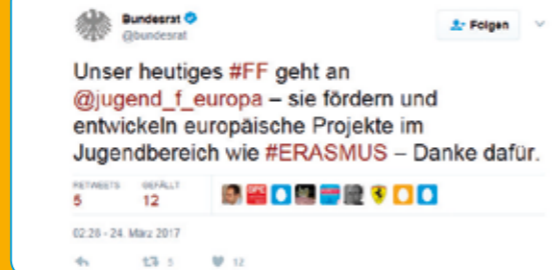 Bundesrat
@bundesrat
Folgen
Unser heutiges #FF geht an
@jugend_f_europa – sie fördern und
entwickeln europäische Projekte im
Jugendbereich wie #ERASMUS – Danke dafür.
RETWEETS GEFÄLLT
5 12
02:26 - 24. März 2017
5 12